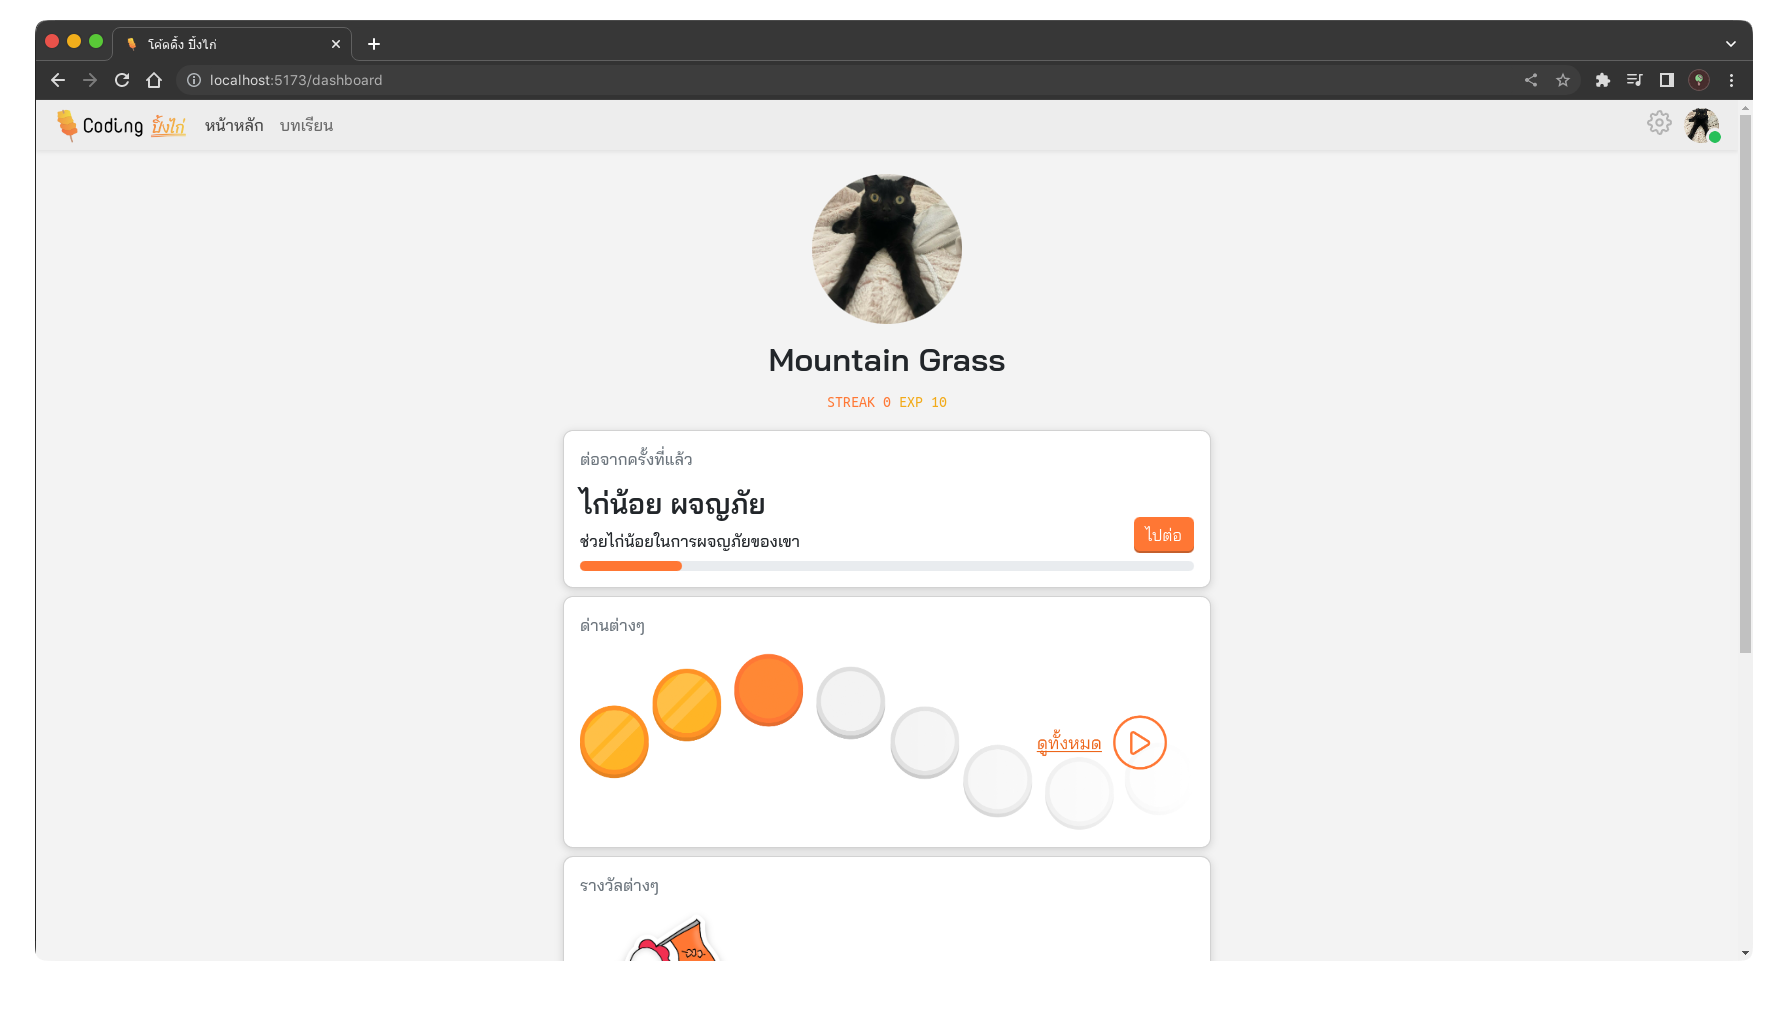 โค้ดดิ้ง ปิ้งไก่
localhost:5173/dashboard
Coding ปิ้งไก่ หน้าหลัก บทเรียน
Mountain Grass
STREAK 0 EXP 10
ต่อจากครั้งที่แล้ว
ไก่น้อย ผจญภัย
ช่วยไก่น้อยในการผจญภัยของเขา
ไปต่อ
ด่านต่างๆ
ดูทั้งหมด
รางวัลต่างๆ